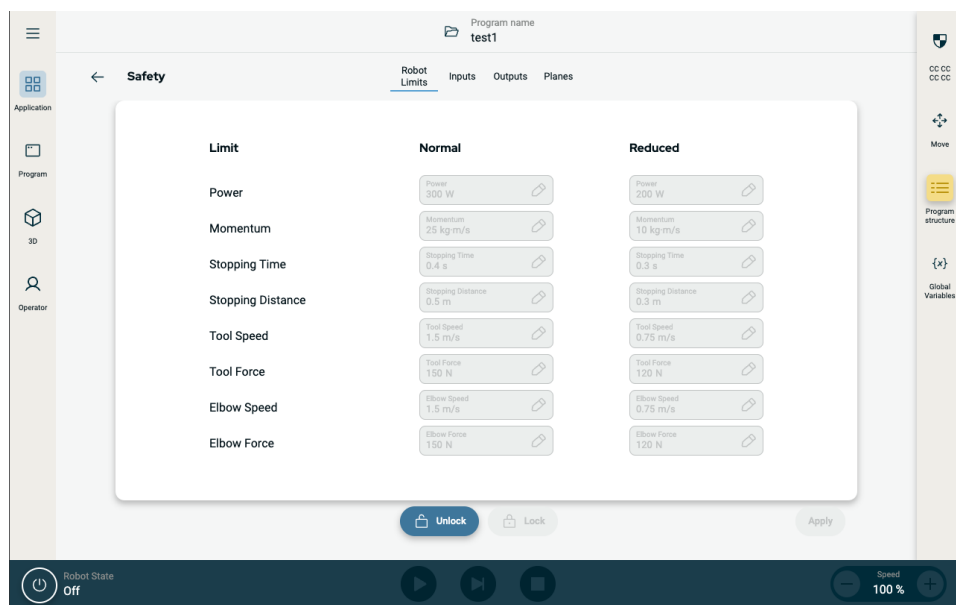 Program name
test1
CC CC
CC CC
Safety
Robot
Limits
Inputs
Outputs
Planes
Application
Program
3D
Operator
Limit
Normal
Reduced
Power
Power
300 W
Power
200 W
Momentum
Momentum
25 kg·m/s
Momentum
10 kg·m/s
Stopping Time
Stopping Time
0.4 s
Stopping Time
0.3 s
Stopping Distance
Stopping Distance
0.5 m
Stopping Distance
0.3 m
Tool Speed
Tool Speed
1.5 m/s
Tool Speed
0.75 m/s
Tool Force
Tool Force
150 N
Tool Force
120 N
Elbow Speed
Elbow Speed
1.5 m/s
Elbow Speed
0.75 m/s
Elbow Force
Elbow Force
150 N
Elbow Force
120 N
Move
Program
structure
{x}
Global
Variables
Unlock
Lock
Apply
Robot State
Off
Speed
100 %